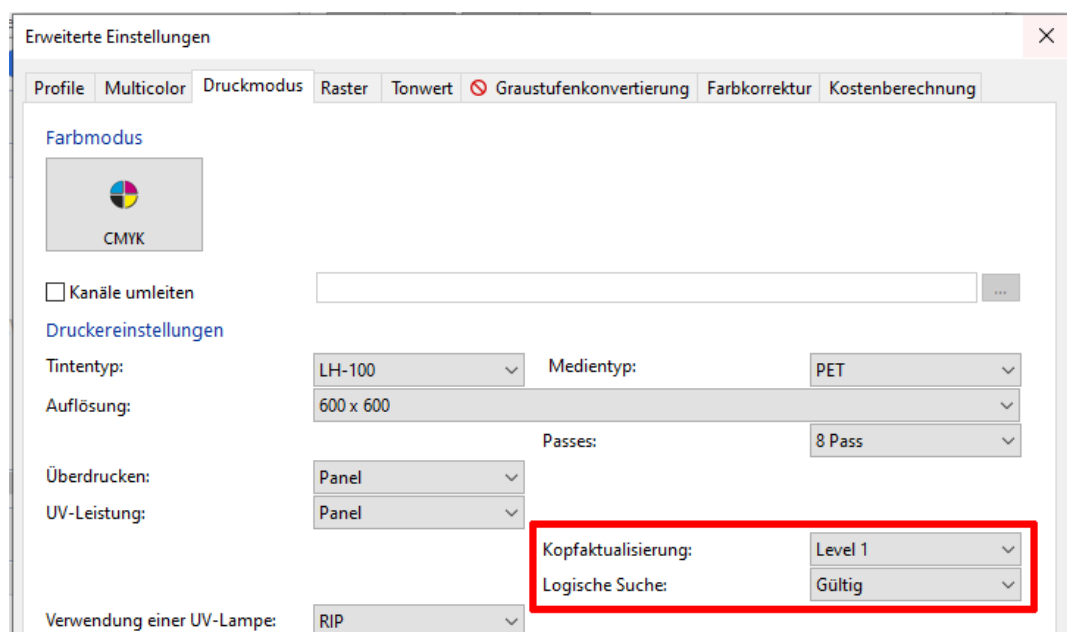 Erweiterte Einstellungen
Profile Multicolor Druckmodus Raster Tonwert Graustufenkonvertierung Farbkorrektur Kostenberechnung
Farbmodus
CMYK
Kanäle umleiten ...
Druckereinstellungen
Tintentyp: LH-100 Medientyp: PET
Auflösung: 600 x 600
Passes: 8 Pass
Überdrucken: Panel
UV-Leistung: Panel
Kopfaktualisierung: Level 1
Logische Suche: Gültig
Verwendung einer UV-Lampe: RIP